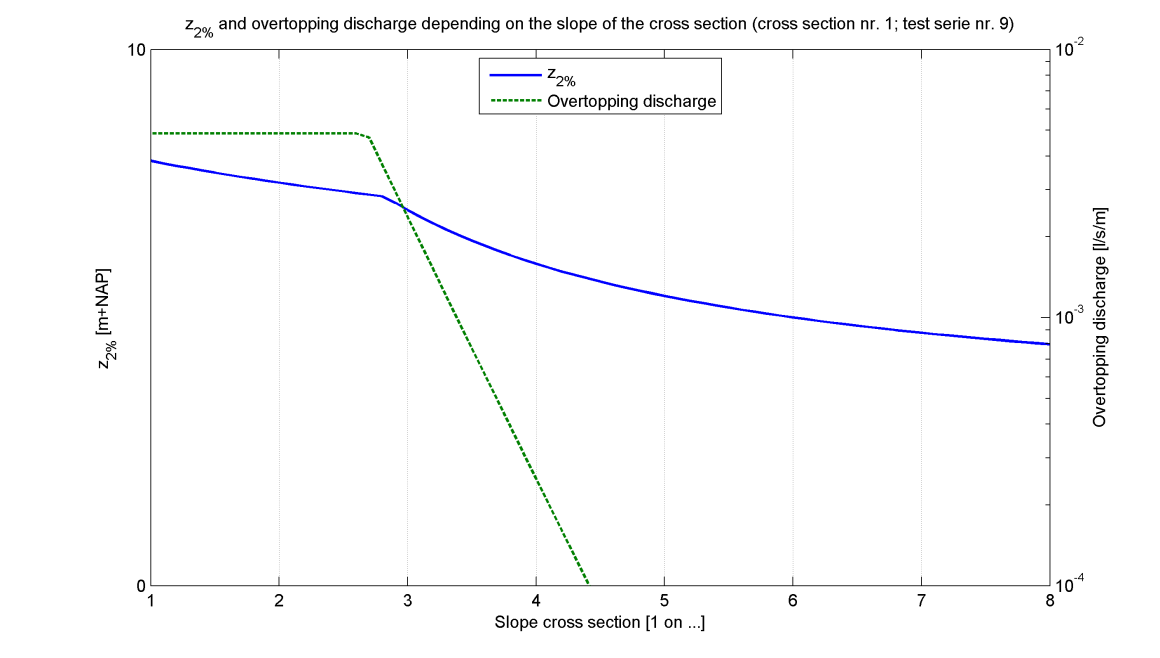 z2% and overtopping discharge depending on the slope of the cross section (cross section nr. 1; test serie nr. 9)
10
10-2
z2%
Overtopping discharge
z2% [m+NAP]
10-3
Overtopping discharge [l/s/m]
0
10-4
1 2 3 4 5 6 7 8
Slope cross section [1 on ...]